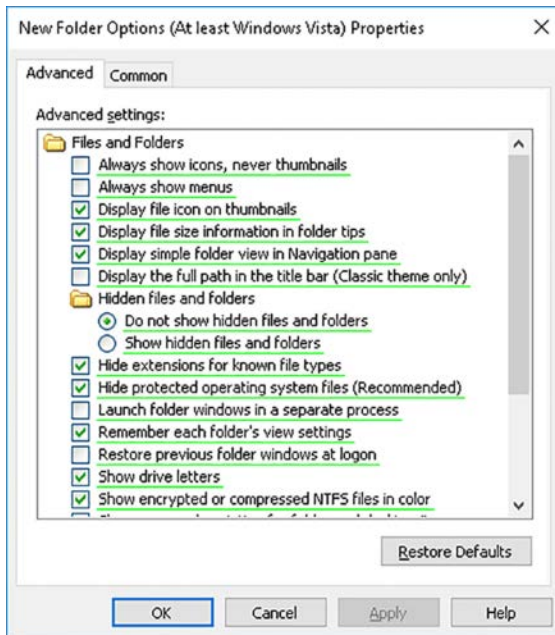 New Folder Options (At least Windows Vista) Properties
Advanced
Common
Advanced settings:
Files and Folders
Always show icons, never thumbnails
Always show menus
Display file icon on thumbnails
Display file size information in folder tips
Display simple folder view in Navigation pane
Display the full path in the title bar (Classic theme only)
Hidden files and folders
Do not show hidden files and folders
Show hidden files and folders
Hide extensions for known file types
Hide protected operating system files (Recommended)
Launch folder windows in a separate process
Remember each folder's view settings
Restore previous folder windows at logon
Show drive letters
Show encrypted or compressed NTFS files in color
Restore Defaults
OK
Cancel
Apply
Help